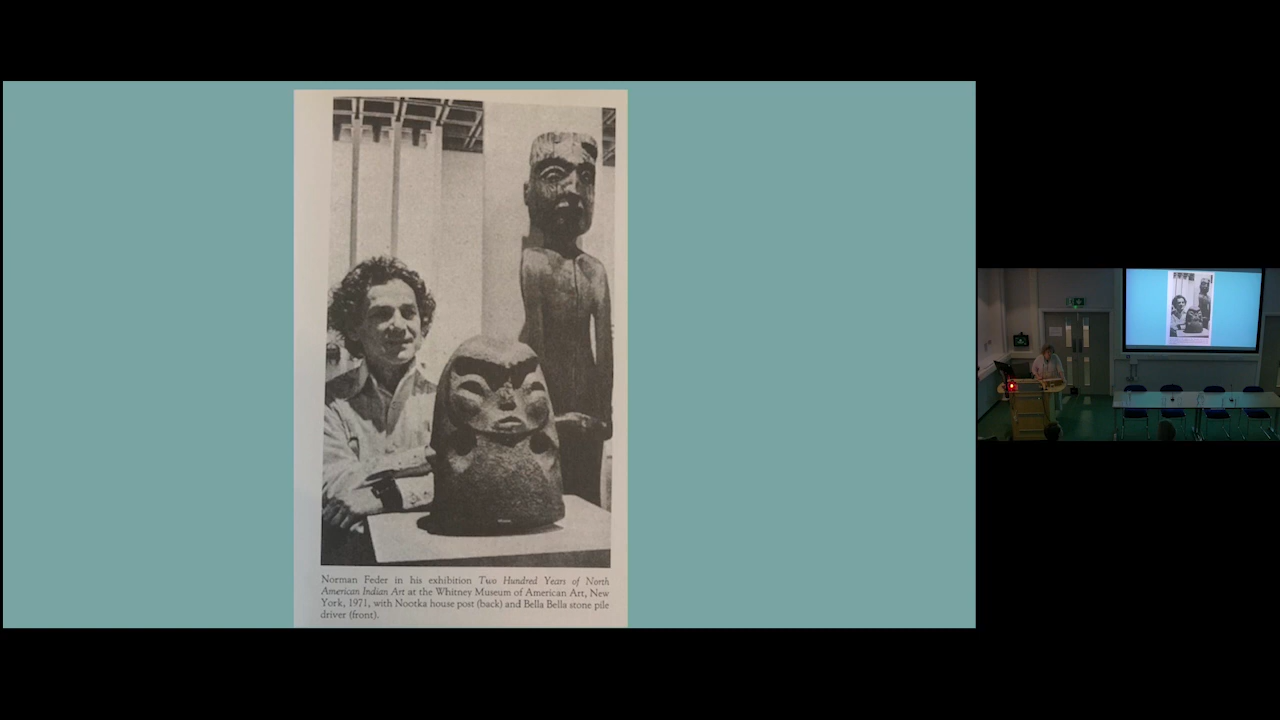 Norman Feder in his exhibition Two Hundred Years of North
American Indian Art at the Whitney Museum of American Art, New
York, 1971, with Nootka house post (back) and Bella Bella stone pile
driver (front).